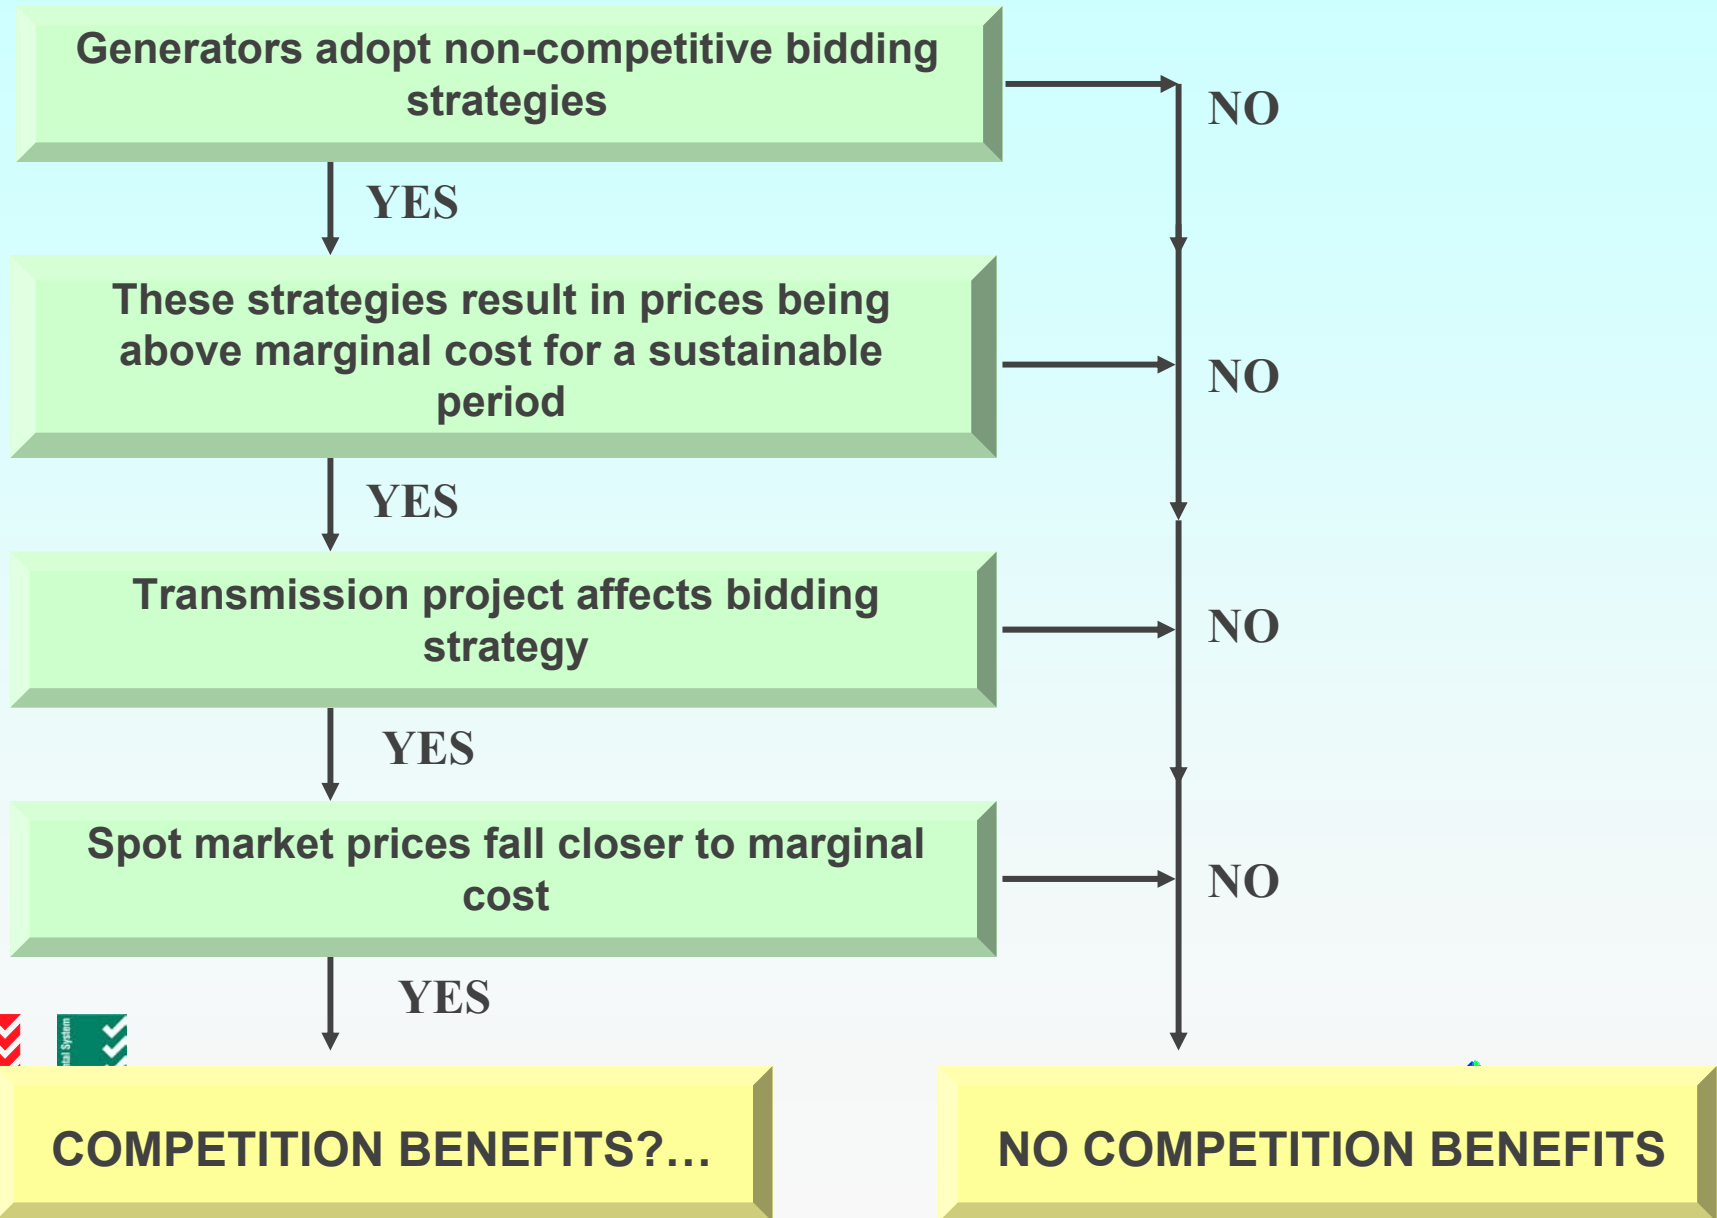 Generators adopt non-competitive bidding
strategies
NO
YES
These strategies result in prices being
above marginal cost for a sustainable
period
NO
YES
Transmission project affects bidding
strategy
NO
YES
Spot market prices fall closer to marginal
cost
NO
YES
System
COMPETITION BENEFITS?...
NO COMPETITION BENEFITS